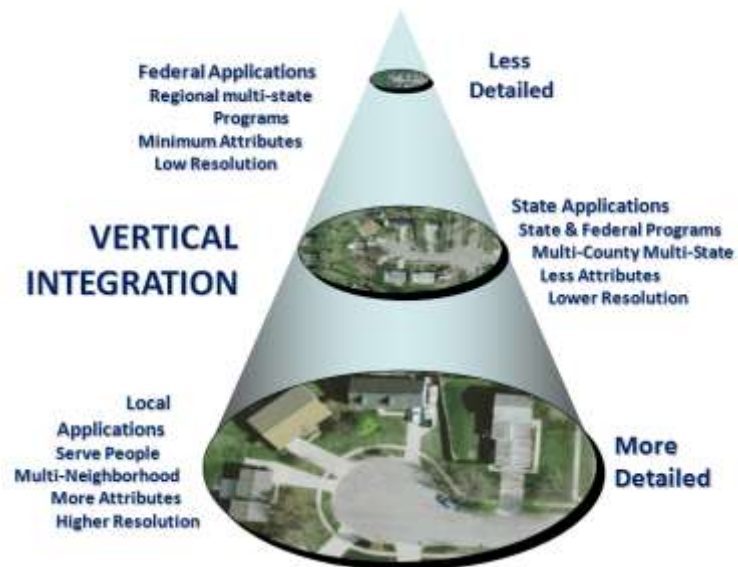 Federal Applications
Regional multi-state
Programs
Minimum Attributes
Low Resolution
Less
Detailed
VERTICAL
INTEGRATION
State Applications
State & Federal Programs
Multi-County Multi-State
Less Attributes
Lower Resolution
Local
Applications
Serve People
Multi-Neighborhood
More Attributes
Higher Resolution
More
Detailed